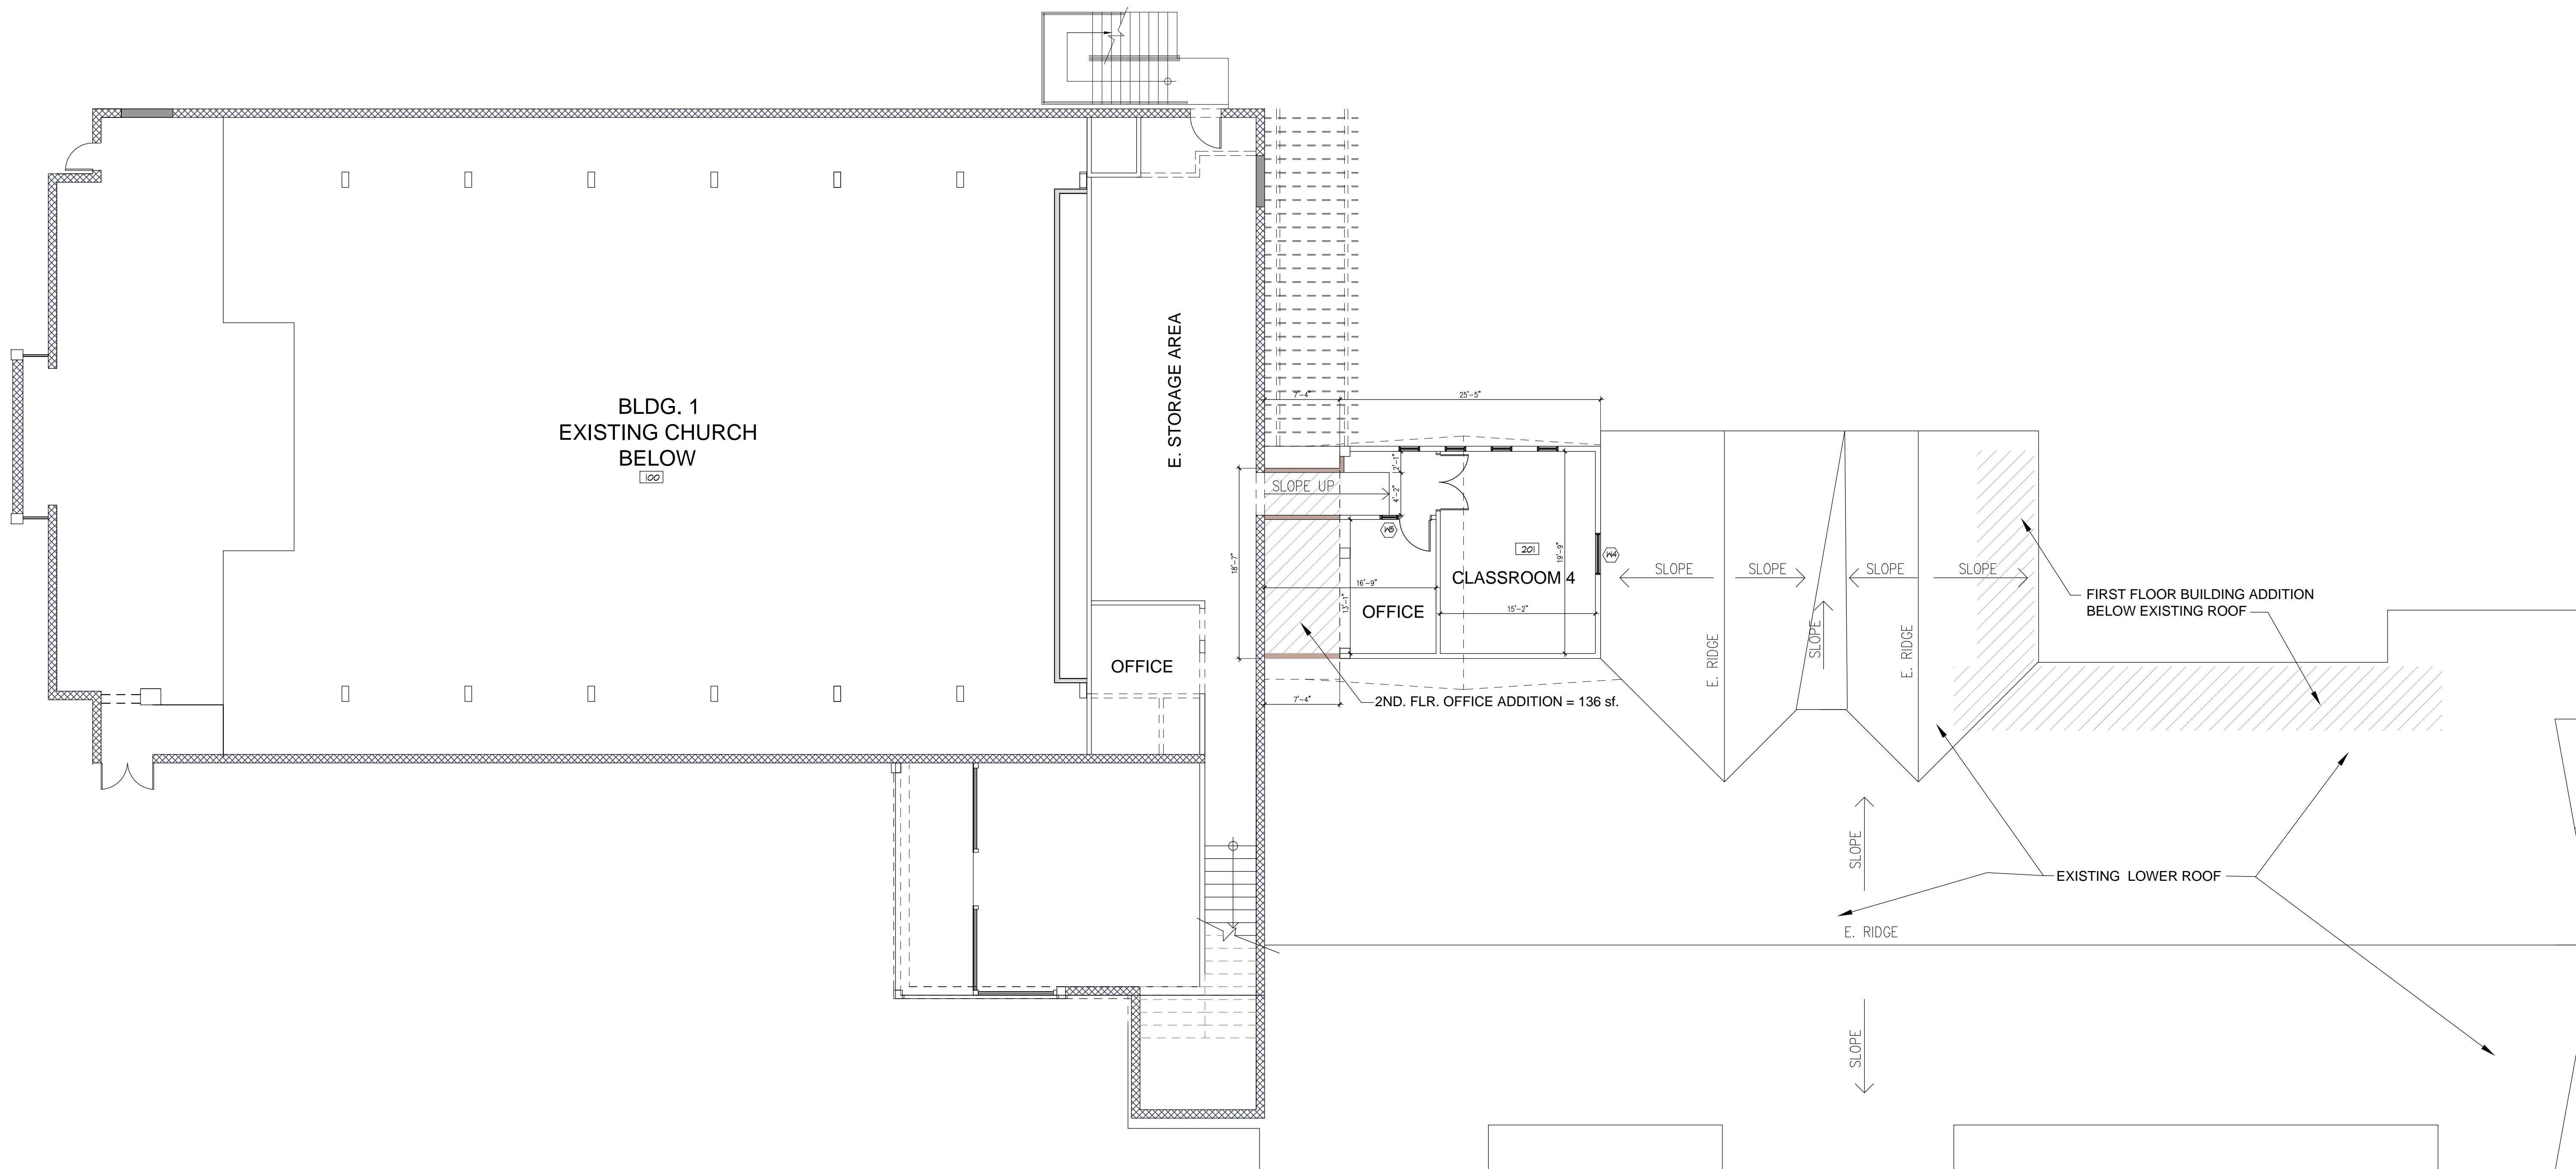 BLDG. 1
EXISTING CHURCH
BELOW
100
E. STORAGE AREA
OFFICE
7'-4"
25'-5"
SLOPE UP
2'-1"
4'-2"
W5
18'-7"
16'-9"
13'-1"
OFFICE
201
CLASSROOM 4
15'-2"
19'-9"
W4
7'-4"
2ND. FLR. OFFICE ADDITION = 136 sf.
SLOPE
SLOPE
SLOPE
SLOPE
SLOPE
E. RIDGE
E. RIDGE
FIRST FLOOR BUILDING ADDITION
BELOW EXISTING ROOF
SLOPE
EXISTING LOWER ROOF
E. RIDGE
SLOPE